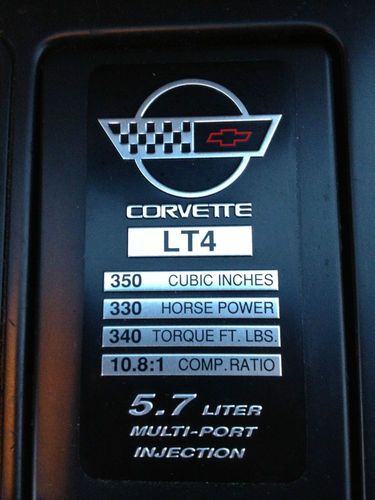 CORVETTE
LT4
350 CUBIC INCHES
330 HORSE POWER
340 TORQUE FT. LBS.
10.8:1 COMP. RATIO
5.7 LITER
MULTI-PORT
INJECTION